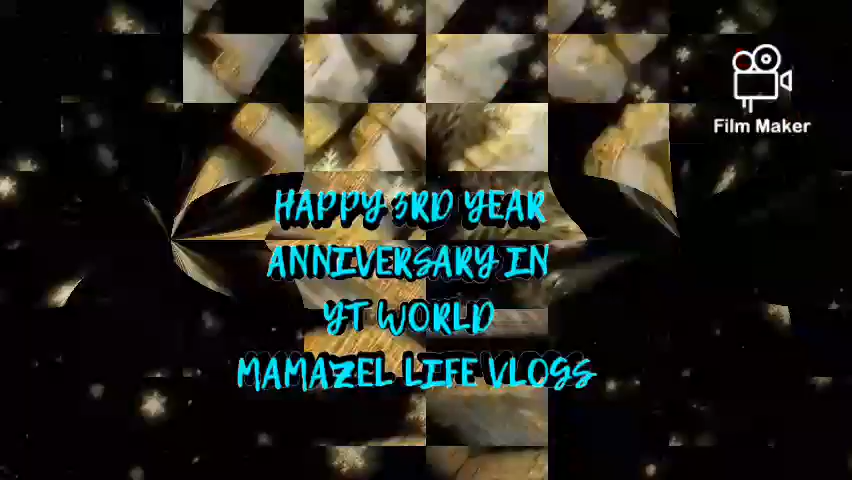 Film Maker
HAPPY 3RD YEAR
ANNIVERSARY IN
YT WORLD
MAMAZEL LIFE VLOGS